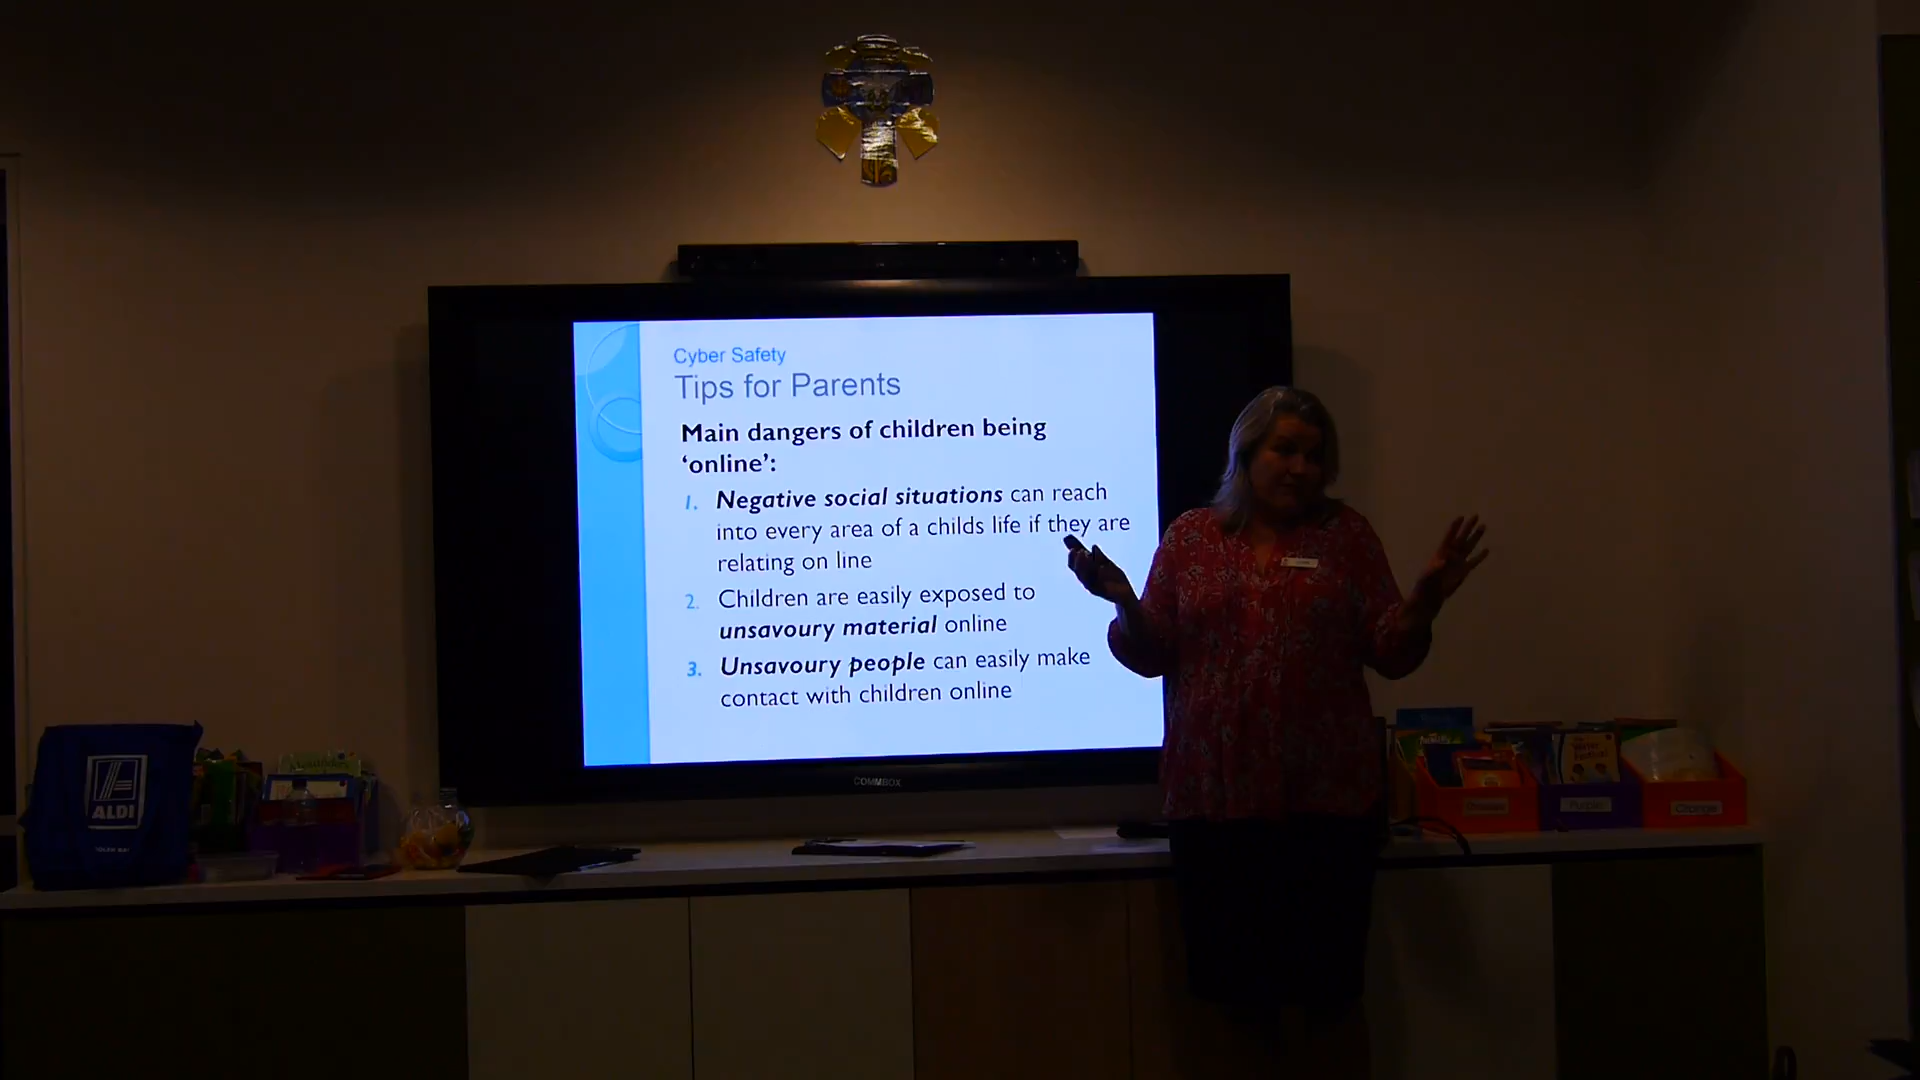 Cyber Safety
Tips for Parents
Main dangers of children being
‘online’:
1. Negative social situations can reach
into every area of a childs life if they are
relating on line
2. Children are easily exposed to
unsavoury material online
3. Unsavoury people can easily make
contact with children online
COMMBOX
ALDI
Purple
Orange